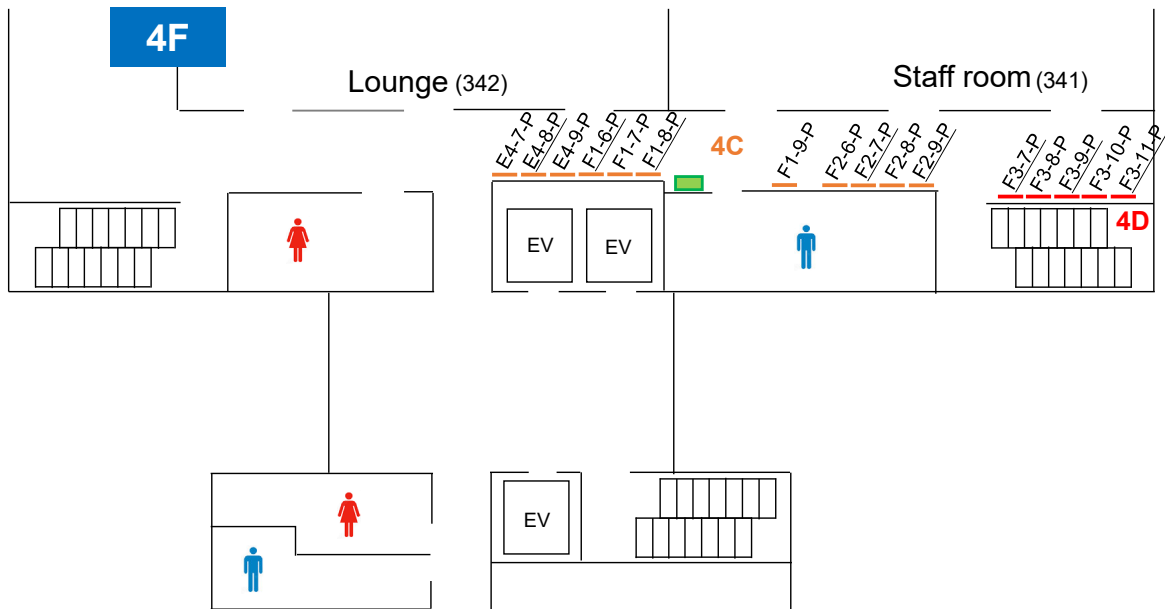 4F
Lounge (342)
Staff room (341)
E4-7-P
E4-8-P
E4-9-P
F1-6-P
F1-7-P
F1-8-P
4C
F1-9-P
F2-6-P
F2-7-P
F2-8-P
F2-9-P
F3-7-P
F3-8-P
F3-9-P
F3-10-P
F3-11-P
4D
EV
EV
EV